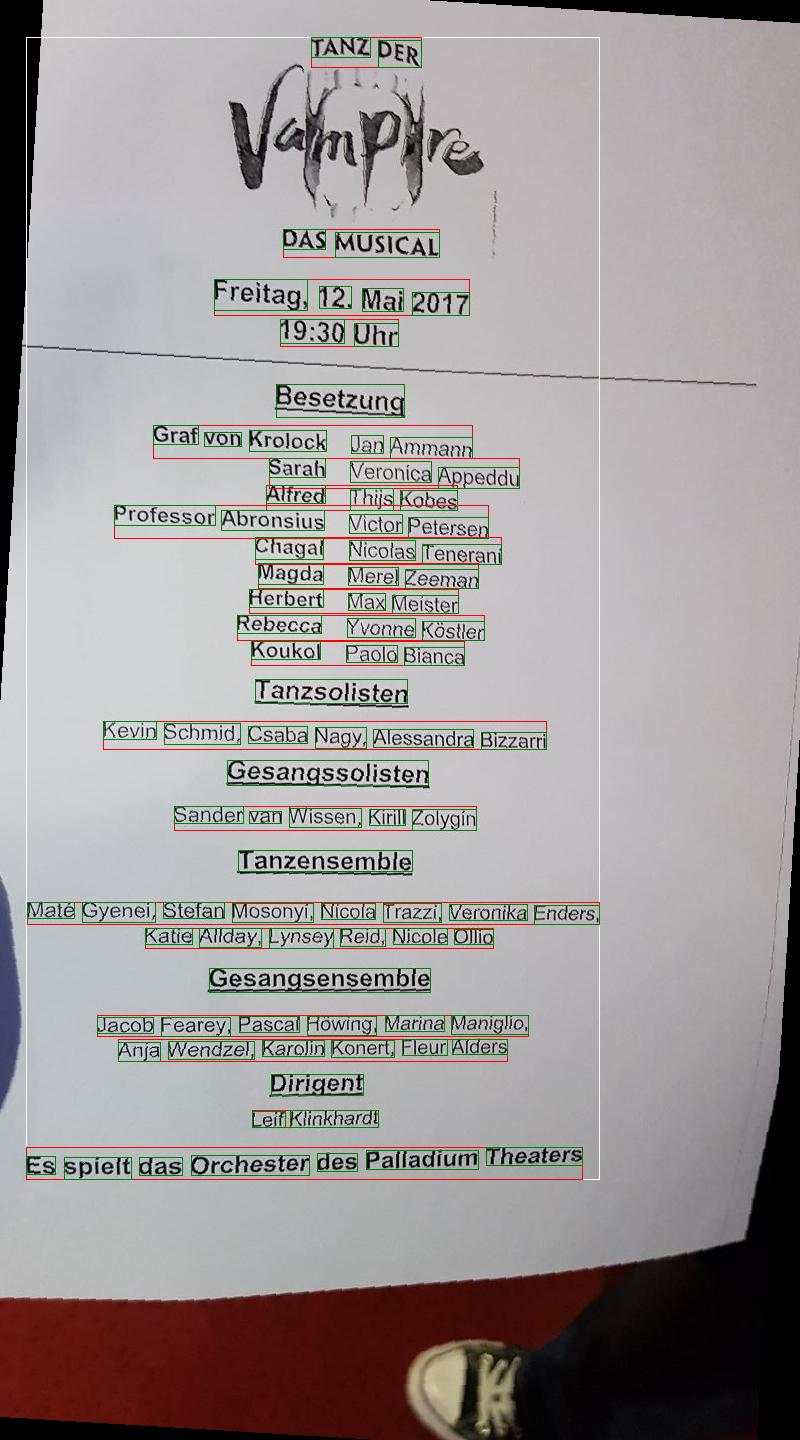 TANZ DER
Vampire
DAS MUSICAL
Freitag, 12. Mai 2017
19:30 Uhr
Besetzung
Graf von Krolock Jan Ammann
Sarah Veronica Appeddu
Alfred Thijs Kobes
Professor Abronsius Victor Petersen
Chagal Nicolas Tenerani
Magda Merel Zeeman
Herbert Max Meister
Rebecca Yvonne Köstler
Koukol Paolo Bianca
Tanzsolisten
Kevin Schmid, Csaba Nagy, Alessandra Bizzarri
Gesangssolisten
Sander van Wissen, Kirill Zolygin
Tanzensemble
Maté Gyenei, Stefan Mosonyi, Nicola Trazzi, Veronika Enders,
Katie Allday, Lynsey Reid, Nicole Ollio
Gesangsensemble
Jacob Fearey, Pascal Höwing, Marina Maniglio,
Anja Wendzel, Karolin Konert, Fleur Alders
Dirigent
Leif Klinkhardt
Es spielt das Orchester des Palladium Theaters